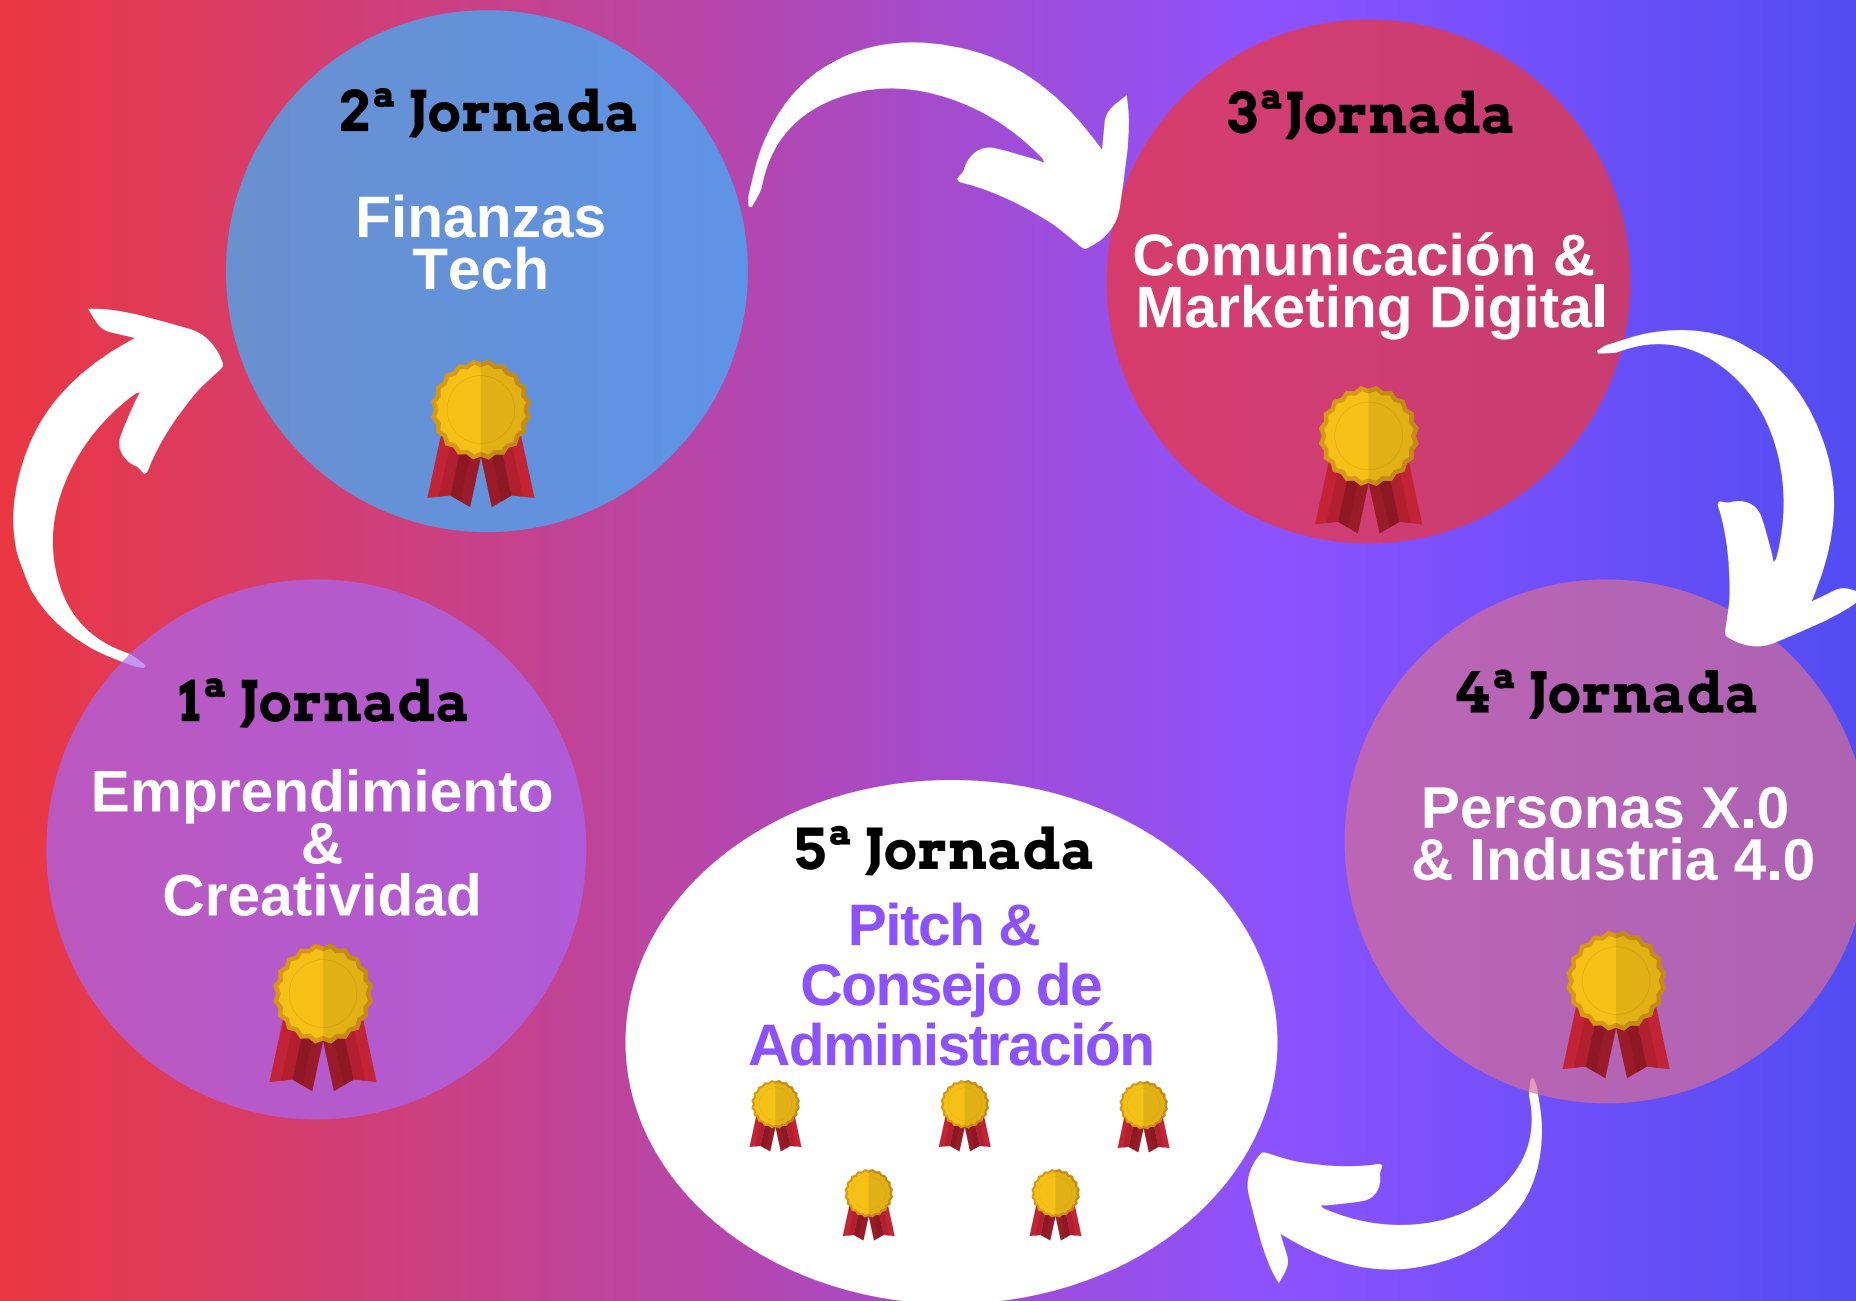 1ª Jornada
Emprendimiento
&
Creatividad
2ª Jornada
Finanzas
Tech
3ªJornada
Comunicación &
Marketing Digital
4ª Jornada
Personas X.0
& Industria 4.0
5ª Jornada
Pitch &
Consejo de
Administración